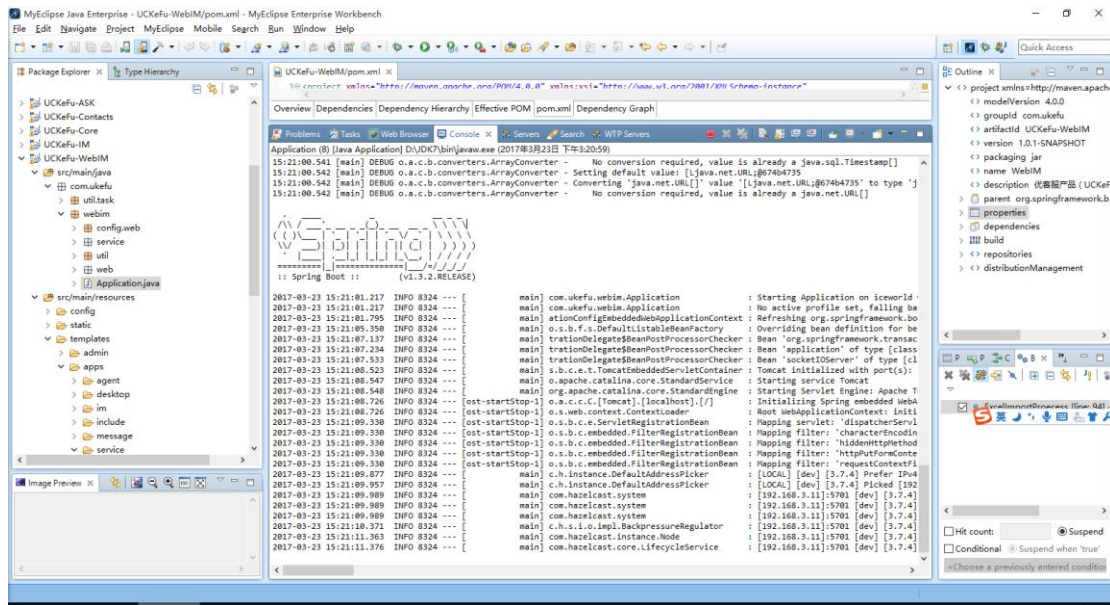 MyEclipse Java Enterprise - UCKeFu-WebIM/pom.xml - MyEclipse Enterprise Workbench
File Edit Navigate Project MyEclipse Mobile Search Run Window Help
Quick Access
Package Explorer
Type Hierarchy
UCKeFu-ASK
UCKeFu-Contacts
UCKeFu-Core
UCKeFu-IM
UCKeFu-WebIM
src/main/java
com.ukefu
util.task
webim
config.web
service
util
web
Application.java
src/main/resources
config
static
templates
admin
apps
agent
desktop
im
include
message
service
Image Preview
UCKeFu-WebIM/pom.xml
<project xmlns="http://maven.apache.org/POM/4.0.0" xmlns:xsi="http://www.w3.org/2001/XMLSchema-instance"
Overview Dependencies Dependency Hierarchy Effective POM pom.xml Dependency Graph
Problems Tasks Web Browser Console Servers Search WTP Servers
Application (8) [Java Application] D:\JDK7\bin\javaw.exe (2017年3月23日 下午3:20:59)
15:21:00.541 [main] DEBUG o.a.c.b.converters.ArrayConverter - No conversion required, value is already a java.sql.Timestamp[]
15:21:00.542 [main] DEBUG o.a.c.b.converters.ArrayConverter - Setting default value: [Ljava.net.URL;@674b4735
15:21:00.542 [main] DEBUG o.a.c.b.converters.ArrayConverter - Converting 'java.net.URL[]' value '[Ljava.net.URL;@674b4735' to type 'j
15:21:00.542 [main] DEBUG o.a.c.b.converters.ArrayConverter - No conversion required, value is already a java.net.URL[]
:: Spring Boot :: (v1.3.2.RELEASE)
2017-03-23 15:21:01.217 INFO 8324 --- [ main] com.ukefu.webim.Application : Starting Application on iceworld
2017-03-23 15:21:01.217 INFO 8324 --- [ main] com.ukefu.webim.Application : No active profile set, falling ba
2017-03-23 15:21:01.795 INFO 8324 --- [ main] ationConfigEmbeddedWebApplicationContext : Refreshing org.springframework.bo
2017-03-23 15:21:05.350 INFO 8324 --- [ main] o.s.b.f.s.DefaultListableBeanFactory : Overriding bean definition for be
2017-03-23 15:21:07.137 INFO 8324 --- [ main] trationDelegate$BeanPostProcessorChecker : Bean 'org.springframework.transac
2017-03-23 15:21:07.234 INFO 8324 --- [ main] trationDelegate$BeanPostProcessorChecker : Bean 'application' of type [class
2017-03-23 15:21:07.533 INFO 8324 --- [ main] trationDelegate$BeanPostProcessorChecker : Bean 'socketIOServer' of type [cl
2017-03-23 15:21:08.523 INFO 8324 --- [ main] s.b.c.e.t.TomcatEmbeddedServletContainer : Tomcat initialized with port(s):
2017-03-23 15:21:08.547 INFO 8324 --- [ main] o.apache.catalina.core.StandardService : Starting service Tomcat
2017-03-23 15:21:08.548 INFO 8324 --- [ main] org.apache.catalina.core.StandardEngine : Starting Servlet Engine: Apache T
2017-03-23 15:21:08.726 INFO 8324 --- [ost-startStop-1] o.a.c.c.C.[Tomcat].[localhost].[/] : Initializing Spring embedded WebA
2017-03-23 15:21:08.726 INFO 8324 --- [ost-startStop-1] o.s.web.context.ContextLoader : Root WebApplicationContext: initi
2017-03-23 15:21:09.330 INFO 8324 --- [ost-startStop-1] o.s.b.c.e.ServletRegistrationBean : Mapping servlet: 'dispatcherServl
2017-03-23 15:21:09.330 INFO 8324 --- [ost-startStop-1] o.s.b.c.embedded.FilterRegistrationBean : Mapping filter: 'characterEncodin
2017-03-23 15:21:09.330 INFO 8324 --- [ost-startStop-1] o.s.b.c.embedded.FilterRegistrationBean : Mapping filter: 'hiddenHttpMethod
2017-03-23 15:21:09.330 INFO 8324 --- [ost-startStop-1] o.s.b.c.embedded.FilterRegistrationBean : Mapping filter: 'httpPutFormConte
2017-03-23 15:21:09.330 INFO 8324 --- [ost-startStop-1] o.s.b.c.embedded.FilterRegistrationBean : Mapping filter: 'requestContextFi
2017-03-23 15:21:09.877 INFO 8324 --- [ main] c.h.instance.DefaultAddressPicker : [LOCAL] [dev] [3.7.4] Prefer IPv4
2017-03-23 15:21:09.957 INFO 8324 --- [ main] c.h.instance.DefaultAddressPicker : [LOCAL] [dev] [3.7.4] Picked [192
2017-03-23 15:21:09.989 INFO 8324 --- [ main] com.hazelcast.system : [192.168.3.11]:5701 [dev] [3.7.4]
2017-03-23 15:21:09.989 INFO 8324 --- [ main] com.hazelcast.system : [192.168.3.11]:5701 [dev] [3.7.4]
2017-03-23 15:21:09.989 INFO 8324 --- [ main] com.hazelcast.system : [192.168.3.11]:5701 [dev] [3.7.4]
2017-03-23 15:21:10.371 INFO 8324 --- [ main] c.h.s.i.o.impl.BackpressureRegulator : [192.168.3.11]:5701 [dev] [3.7.4]
2017-03-23 15:21:11.363 INFO 8324 --- [ main] com.hazelcast.instance.Node : [192.168.3.11]:5701 [dev] [3.7.4]
2017-03-23 15:21:11.376 INFO 8324 --- [ main] com.hazelcast.core.LifecycleService : [192.168.3.11]:5701 [dev] [3.7.4]
Outline
project xmlns=http://maven.apache
modelVersion 4.0.0
groupId com.ukefu
artifactId UCKeFu-WebIM
version 1.0.1-SNAPSHOT
packaging jar
name WebIM
description 优客服产品 ( UCKeF
parent org.springframework.b
properties
dependencies
build
repositories
distributionManagement
ExcelImportProecess [line: 94] -
英
Hit count:
Suspend
Conditional
Suspend when 'true'
<Choose a previously entered condition